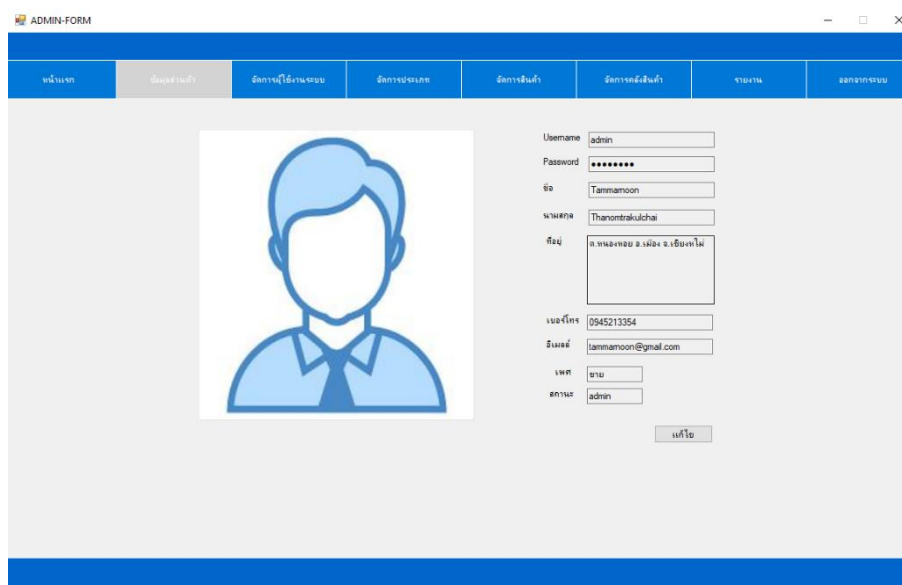 ADMIN-FORM
หน้าแรก ข้อมูลส่วนตัว จัดการผู้ใช้งานระบบ จัดการประเภท จัดการสินค้า จัดการคลังสินค้า รายงาน ออกจากระบบ
Username admin
Password ●●●●●●●●
ชื่อ Tammamoon
นามสกุล Thanomtrakulchai
ที่อยู่ ต.หนองหอย อ.เมือง จ.เชียงใหม่
เบอร์โทร 0945213354
อีเมลล์ tammamoon@gmail.com
เพศ ชาย
สถานะ admin
แก้ไข